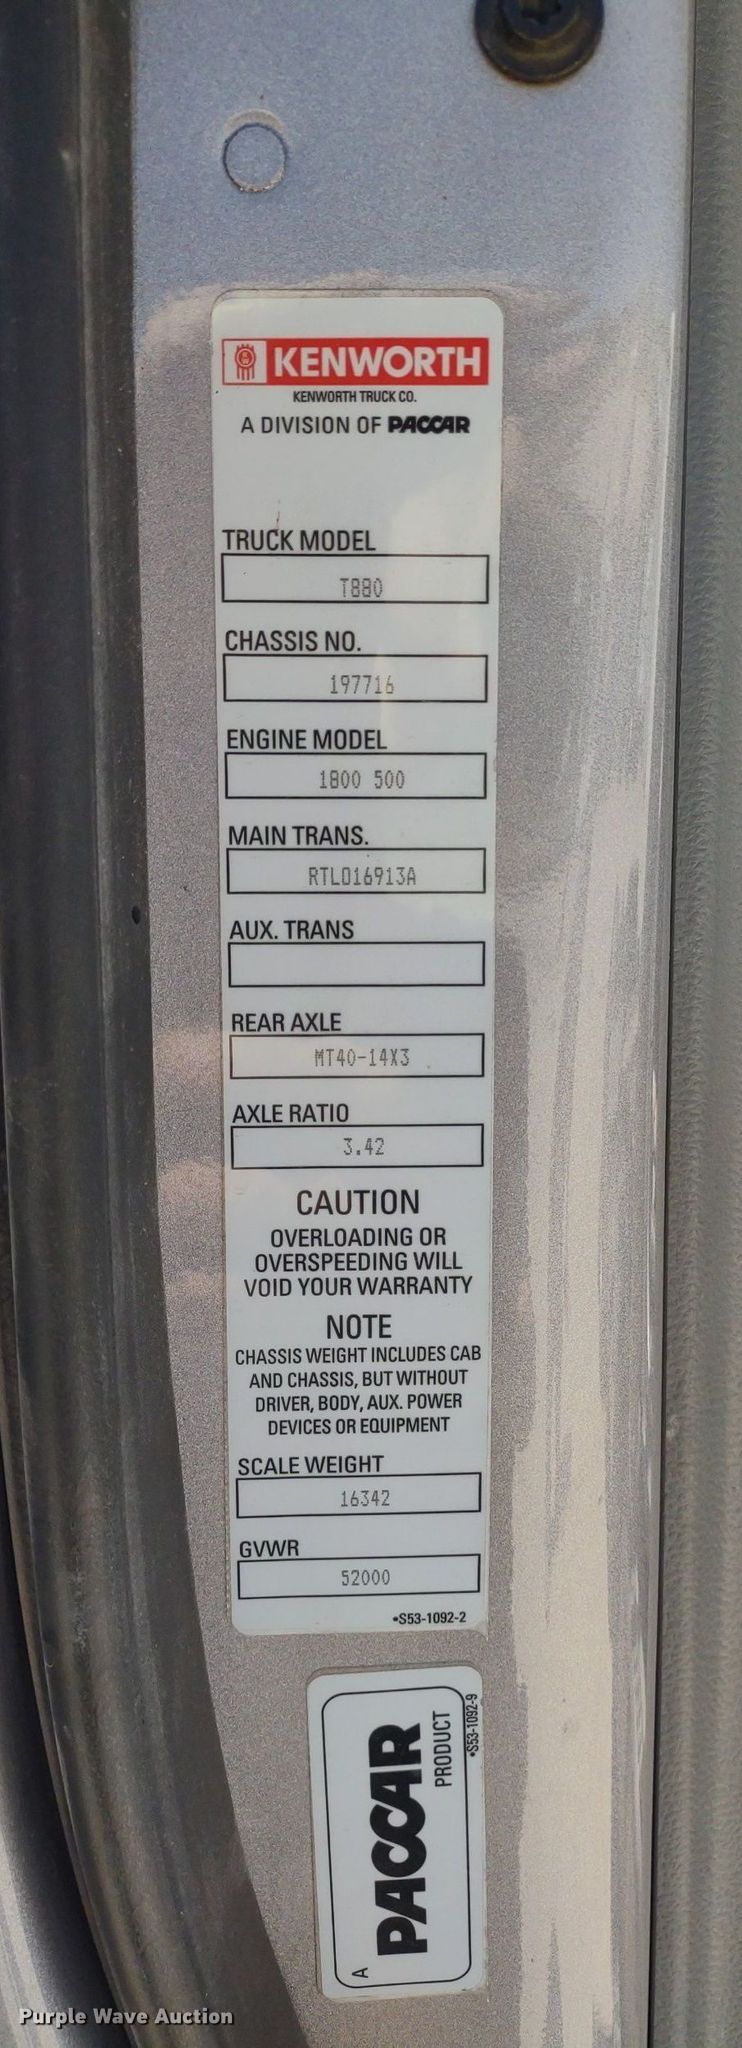 KENWORTH
KENWORTH TRUCK CO.
A DIVISION OF PACCAR
TRUCK MODEL
T880
CHASSIS NO.
197716
ENGINE MODEL
1800 500
MAIN TRANS.
RTLO16913A
AUX. TRANS
REAR AXLE
MT40-14X3
AXLE RATIO
3.42
CAUTION
OVERLOADING OR
OVERSPEEDING WILL
VOID YOUR WARRANTY
NOTE
CHASSIS WEIGHT INCLUDES CAB
AND CHASSIS, BUT WITHOUT
DRIVER, BODY, AUX. POWER
DEVICES OR EQUIPMENT
SCALE WEIGHT
16342
GVWR
52000
•S53-1092-2
A
PACCAR
PRODUCT
•S53-1092-9
Purple Wave Auction